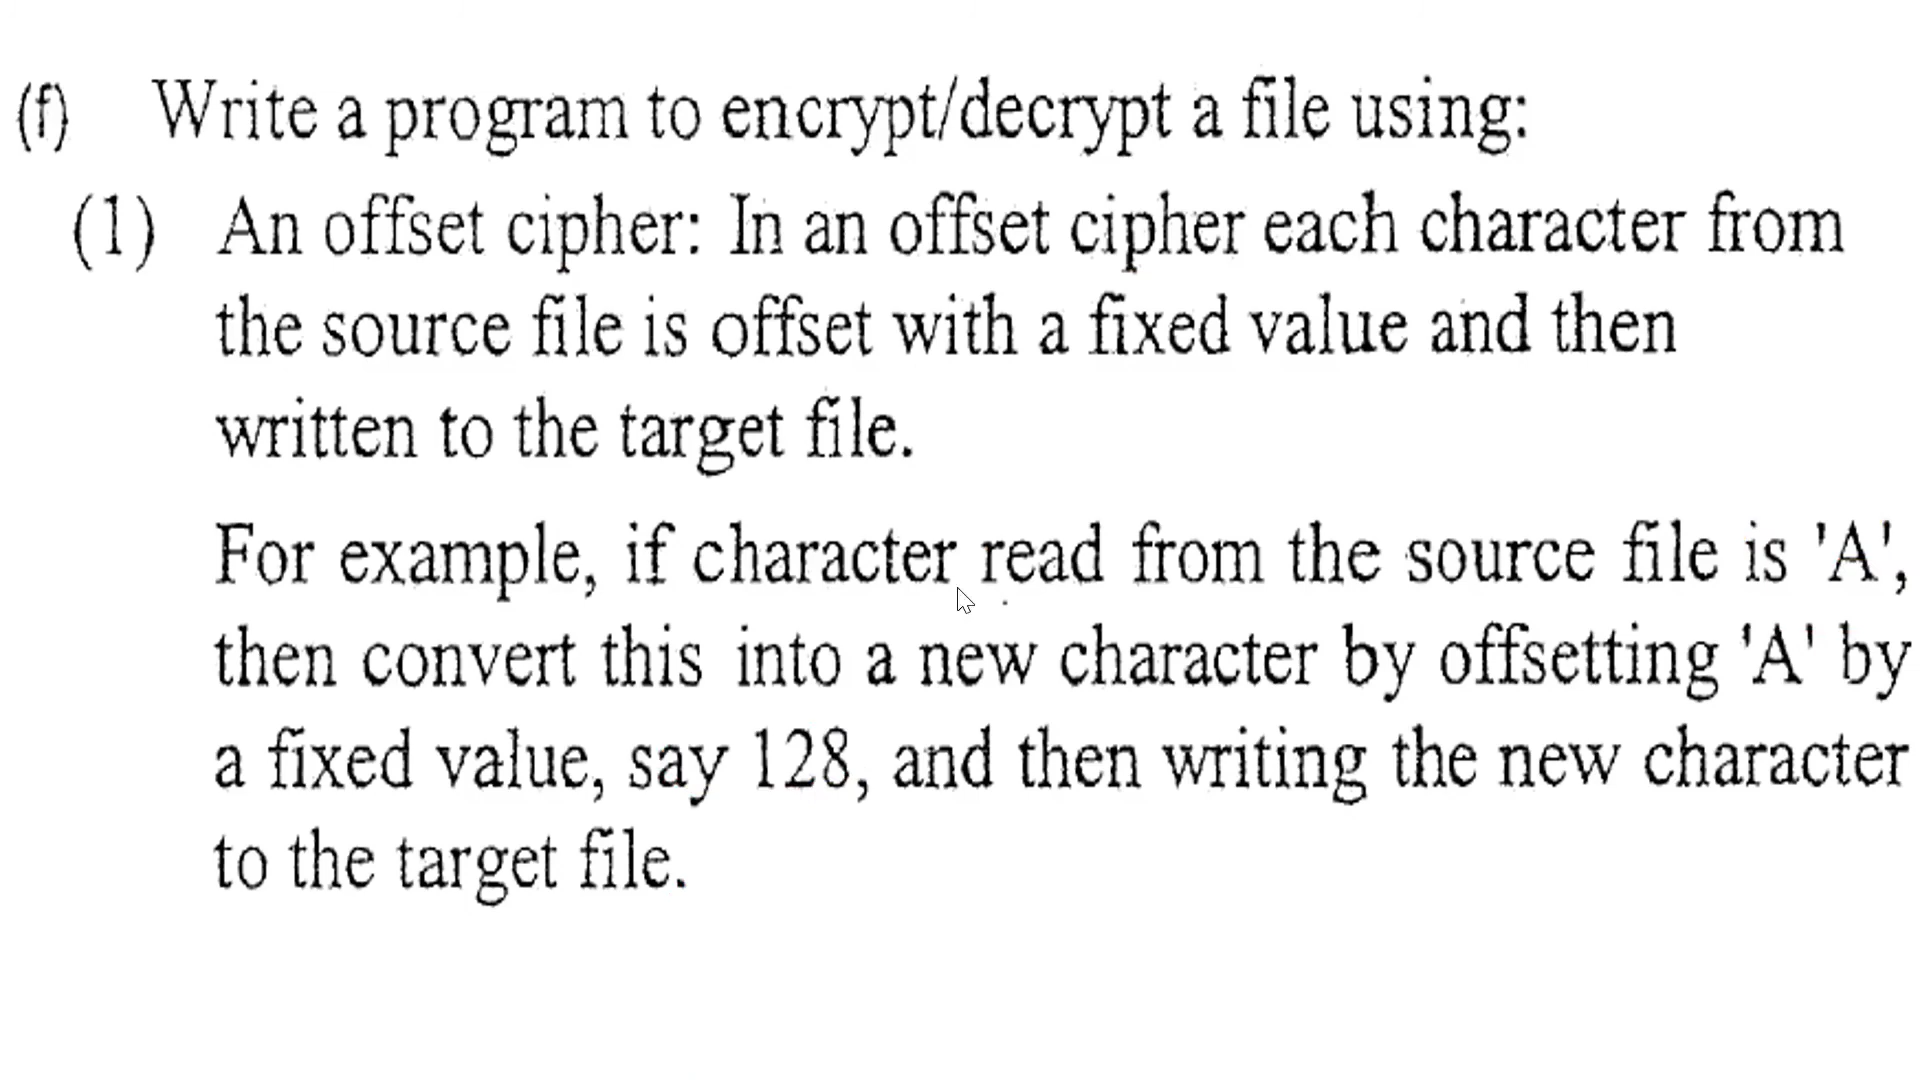 (f) Write a program to encrypt/decrypt a file using:
(1) An offset cipher: In an offset cipher each character from
the source file is offset with a fixed value and then
written to the target file.
For example, if character read from the source file is 'A',
then convert this into a new character by offsetting 'A' by
a fixed value, say 128, and then writing the new character
to the target file.